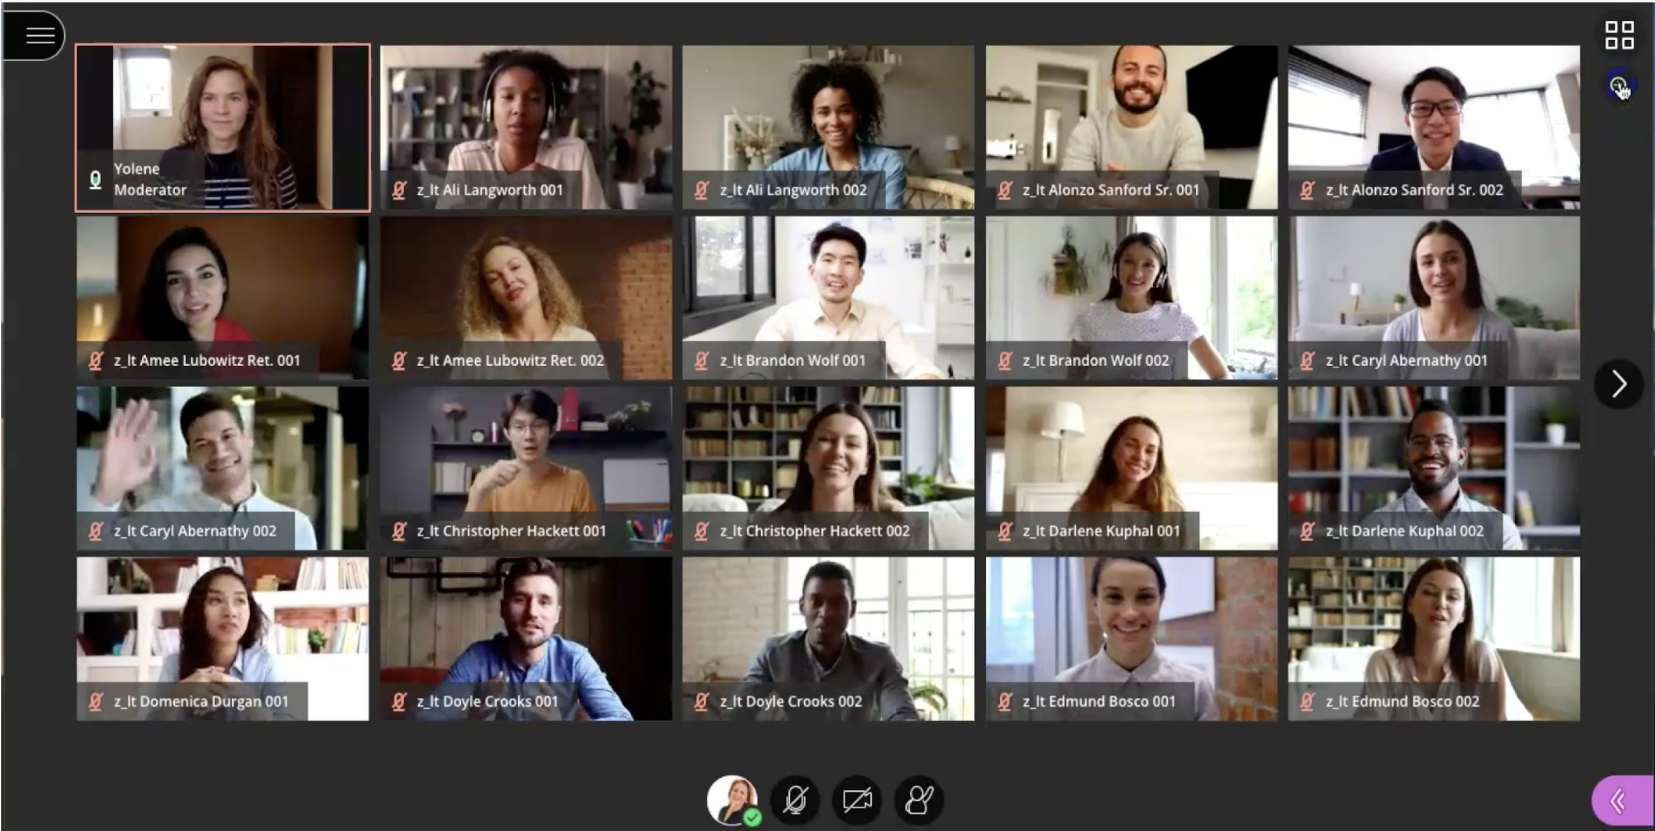 Yolene
Moderator
z_lt Ali Langworth 001
z_lt Ali Langworth 002
z_lt Alonzo Sanford Sr. 001
z_lt Alonzo Sanford Sr. 002
z_lt Amee Lubowitz Ret. 001
z_lt Amee Lubowitz Ret. 002
z_lt Brandon Wolf 001
z_lt Brandon Wolf 002
z_lt Caryl Abernathy 001
z_lt Caryl Abernathy 002
z_lt Christopher Hackett 001
z_lt Christopher Hackett 002
z_lt Darlene Kuphal 001
z_lt Darlene Kuphal 002
z_lt Domenica Durgan 001
z_lt Doyle Crooks 001
z_lt Doyle Crooks 002
z_lt Edmund Bosco 001
z_lt Edmund Bosco 002